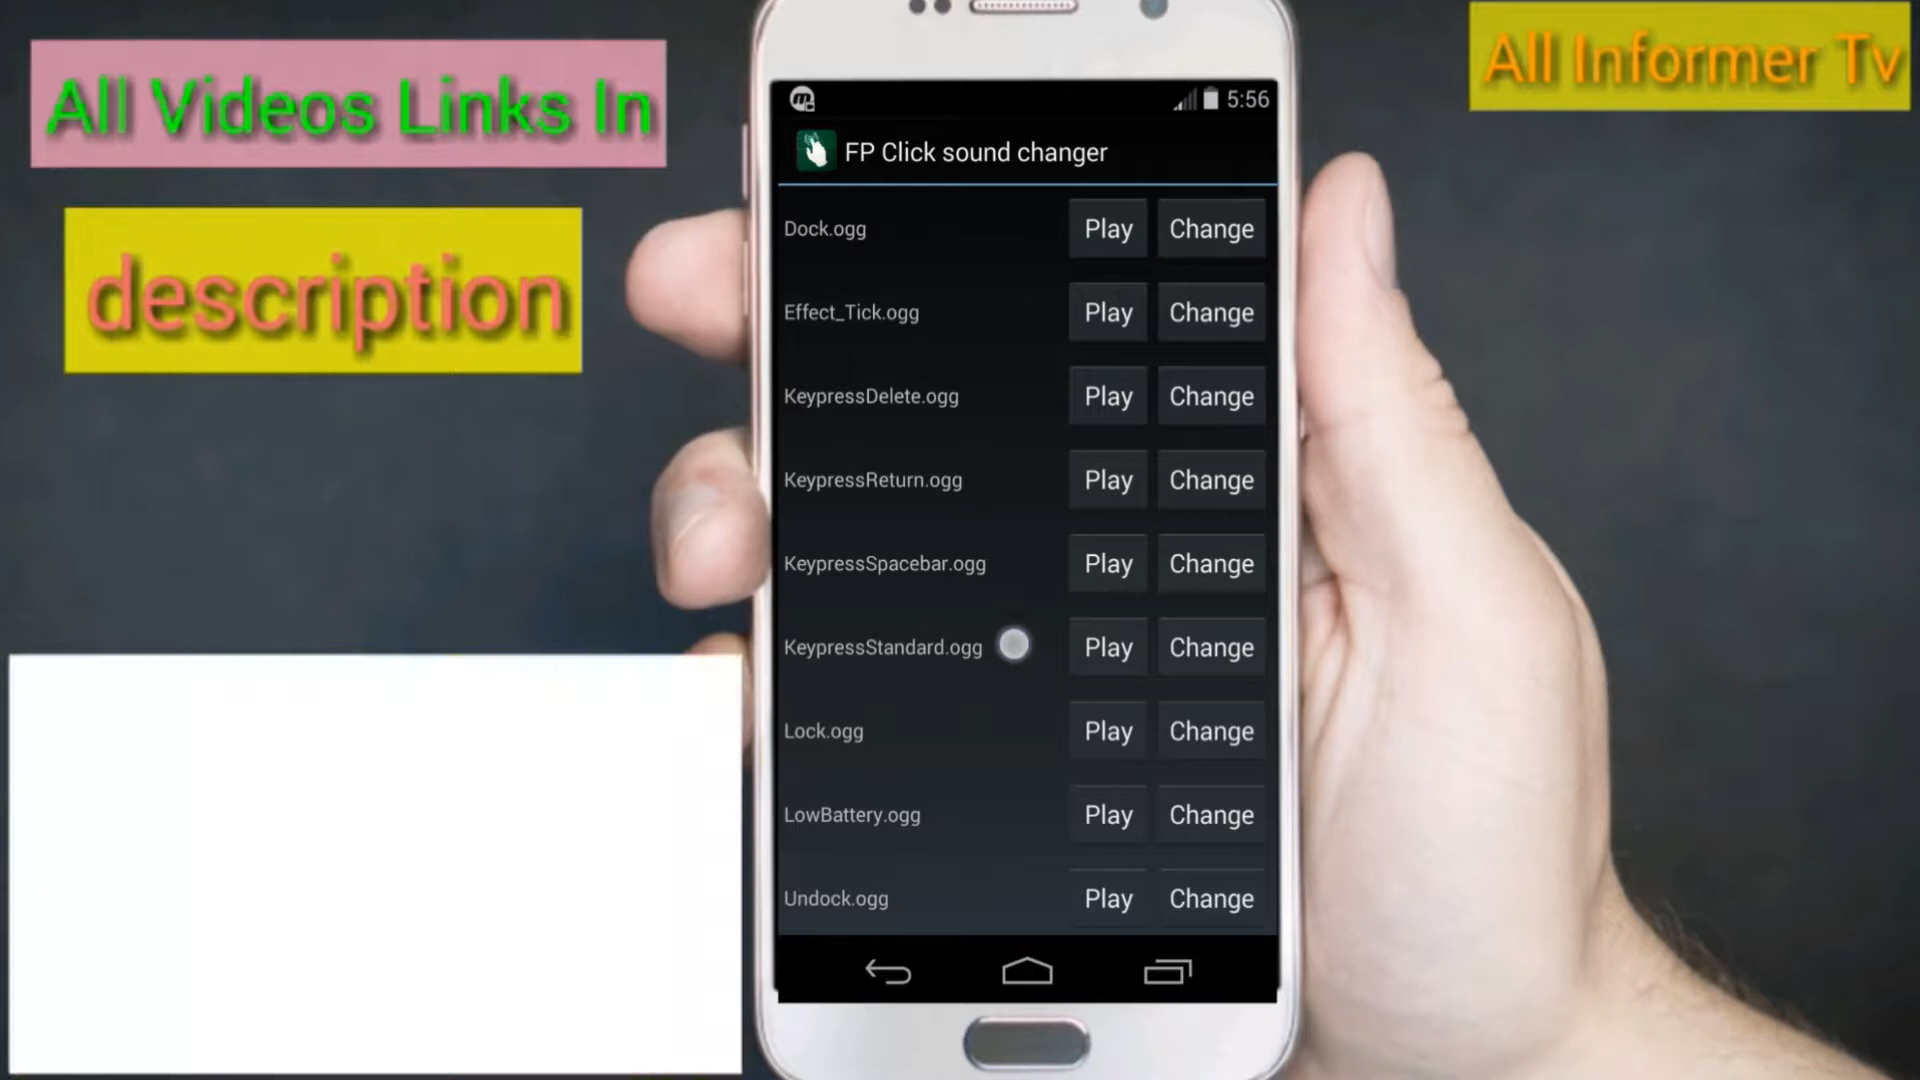 All Videos Links In
description
All Informer Tv
5:56
FP Click sound changer
Dock.ogg Play Change
Effect_Tick.ogg Play Change
KeypressDelete.ogg Play Change
KeypressReturn.ogg Play Change
KeypressSpacebar.ogg Play Change
KeypressStandard.ogg Play Change
Lock.ogg Play Change
LowBattery.ogg Play Change
Undock.ogg Play Change